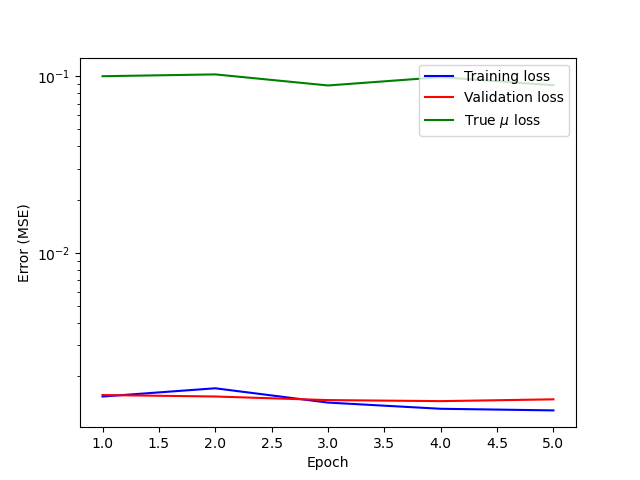 Training loss
Validation loss
True μ loss
10⁻¹
10⁻²
Error (MSE)
1.0 1.5 2.0 2.5 3.0 3.5 4.0 4.5 5.0
Epoch